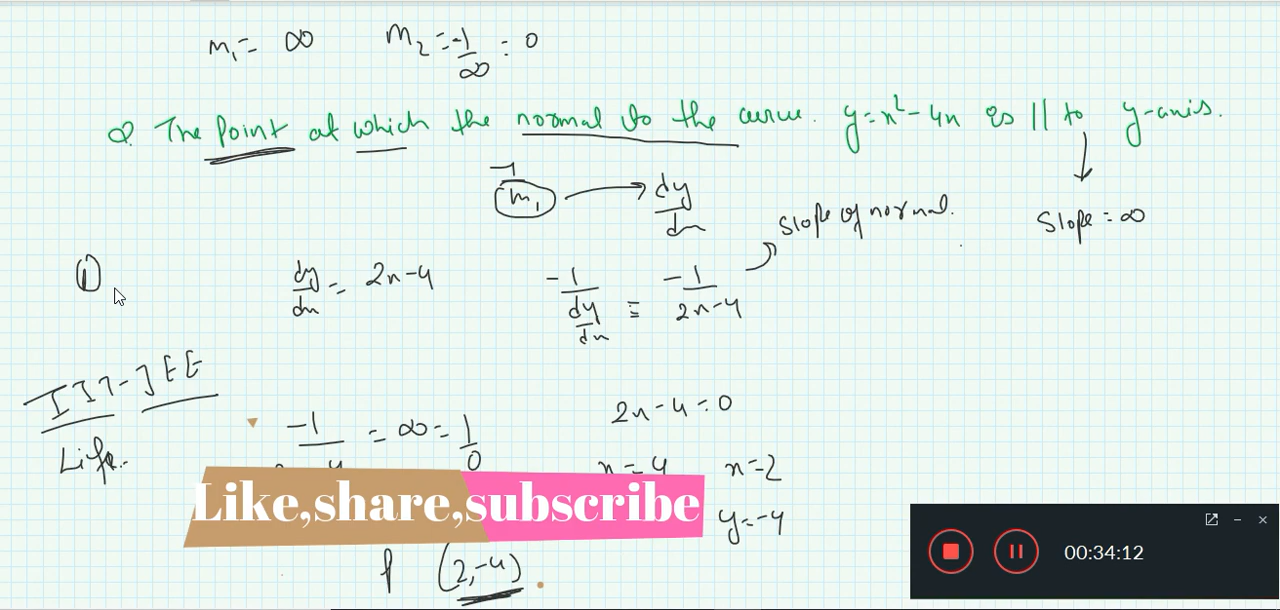 m₁ = ∞ m₂ = -1/∞ = 0
Q. The Point at which the normal to the curve. y=x²-4x is || to y-axis.
-1/m₁ → dy/dx
Slope of normal.
Slope = ∞
① dy/dx = 2x-4 -1/(dy/dx) = -1/(2x-4)
IIT-JEE
Life.
2x-4=0
-1/ = ∞ = 1/0
x=4 x=2
Like,share,subscribe
y=-4
00:34:12
P (2,-4).